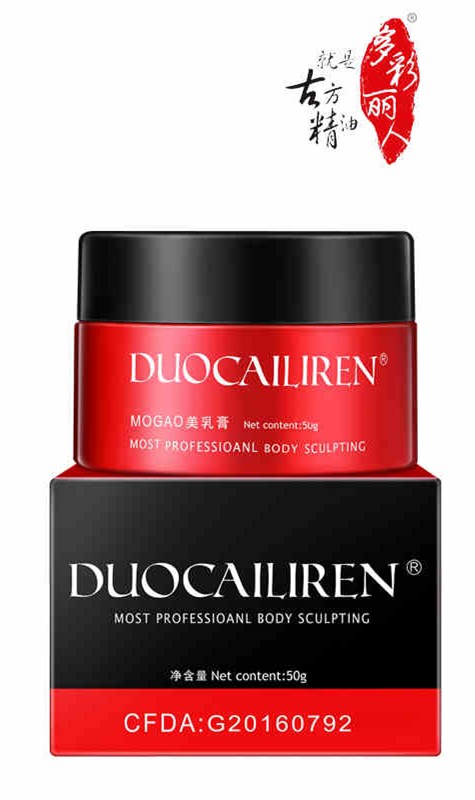 ®
多彩丽人
就是
古方
精油
DUOCAILIREN®
MOGAO美乳膏 Net content:50g
MOST PROFESSIOANL BODY SCULPTING
DUOCAILIREN®
MOST PROFESSIOANL BODY SCULPTING
净含量 Net content:50g
CFDA:G20160792